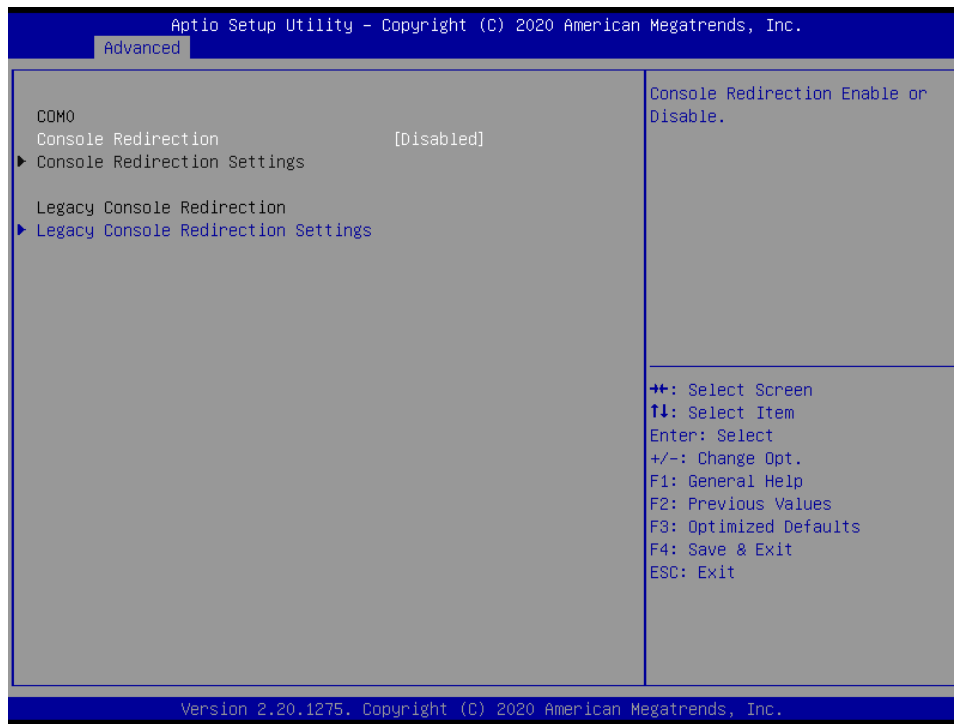 Aptio Setup Utility – Copyright (C) 2020 American Megatrends, Inc.
Advanced
COM0
Console Redirection [Disabled]
▶ Console Redirection Settings
Legacy Console Redirection
▶ Legacy Console Redirection Settings
Console Redirection Enable or
Disable.
→←: Select Screen
↑↓: Select Item
Enter: Select
+/-: Change Opt.
F1: General Help
F2: Previous Values
F3: Optimized Defaults
F4: Save & Exit
ESC: Exit
Version 2.20.1275. Copyright (C) 2020 American Megatrends, Inc.